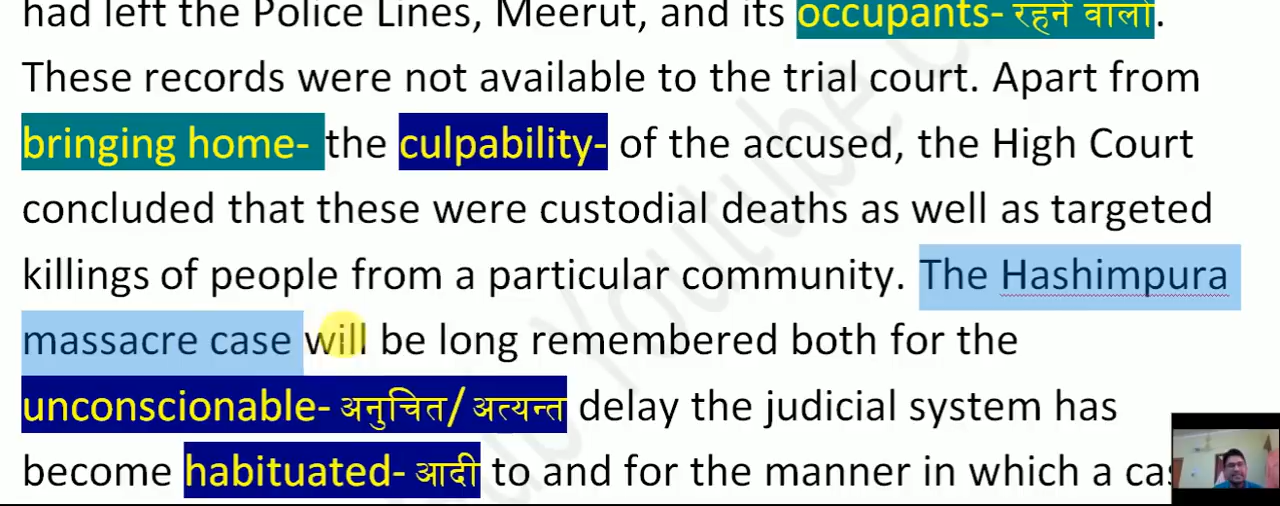 had left the Police Lines, Meerut, and its occupants- रहने वालों.
These records were not available to the trial court. Apart from
bringing home- the culpability- of the accused, the High Court
concluded that these were custodial deaths as well as targeted
killings of people from a particular community. The Hashimpura
massacre case will be long remembered both for the
unconscionable- अनुचित/ अत्यन्त delay the judicial system has
become habituated- आदी to and for the manner in which a
Youtube